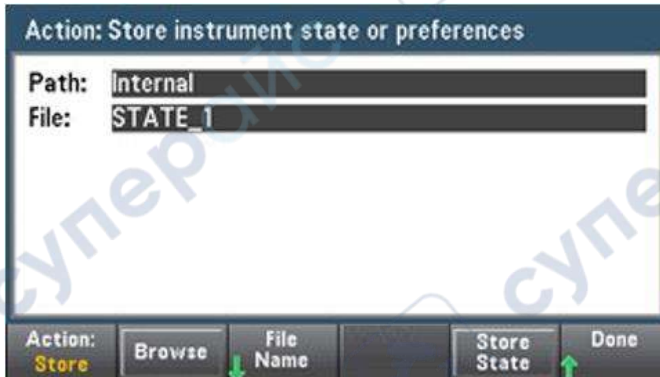 Action: Store instrument state or preferences
Path: Internal
File: STATE_1
Action:
Store
Browse
File
Name
Store
State
Done